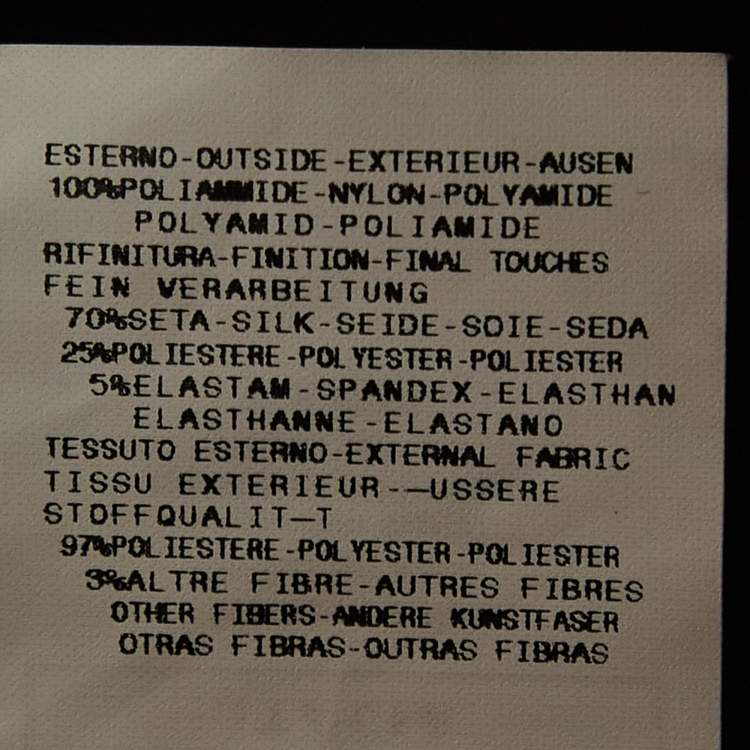 ESTERNO-OUTSIDE-EXTERIEUR-AUSEN
100%POLIAMMIDE-NYLON-POLYAMIDE
POLYAMID-POLIAMIDE
RIFINITURA-FINITION-FINAL TOUCHES
FEIN VERARBEITUNG
70%SETA-SILK-SEIDE-SOIE-SEDA
25%POLIESTERE-POLYESTER-POLIESTER
5%ELASTAM-SPANDEX-ELASTHAN
ELASTHANNE-ELASTANO
TESSUTO ESTERNO-EXTERNAL FABRIC
TISSU EXTERIEUR-—USSERE
STOFFQUALIT—T
97%POLIESTERE-POLYESTER-POLIESTER
3%ALTRE FIBRE-AUTRES FIBRES
OTHER FIBERS-ANDERE KUNSTFASER
OTRAS FIBRAS-OUTRAS FIBRAS